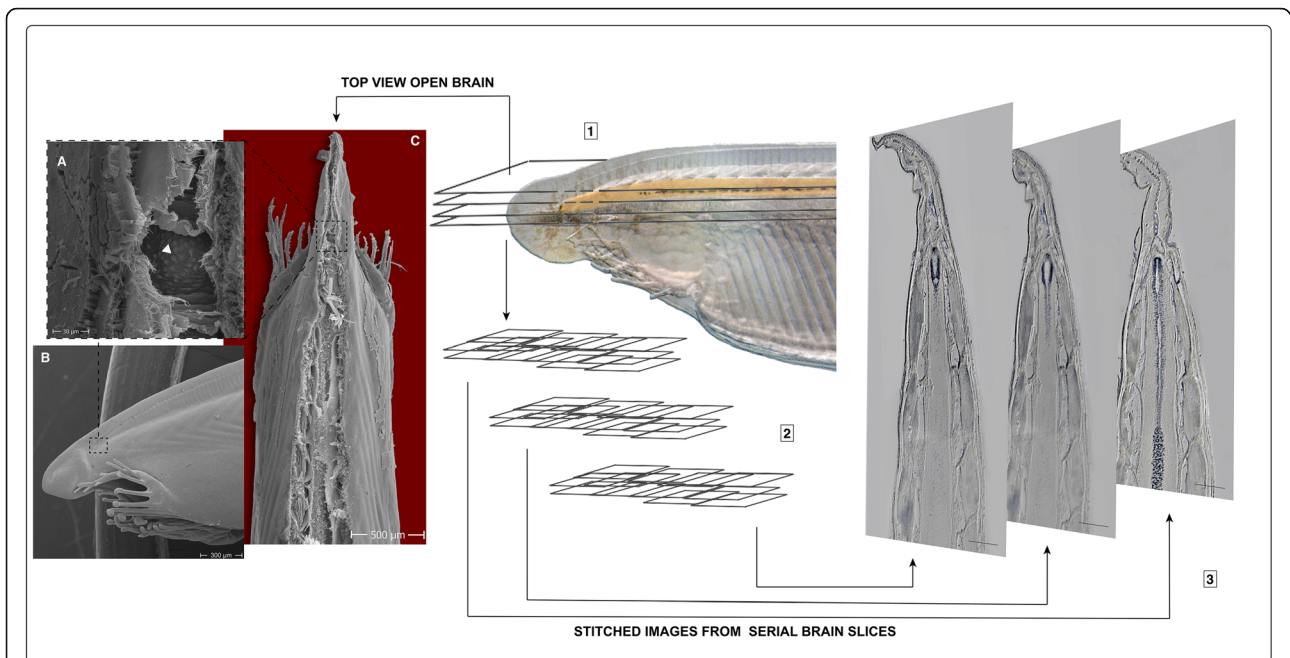 TOP VIEW OPEN BRAIN
1
C
A
30 µm
B
300 µm
500 µm
2
3
STITCHED IMAGES FROM SERIAL BRAIN SLICES